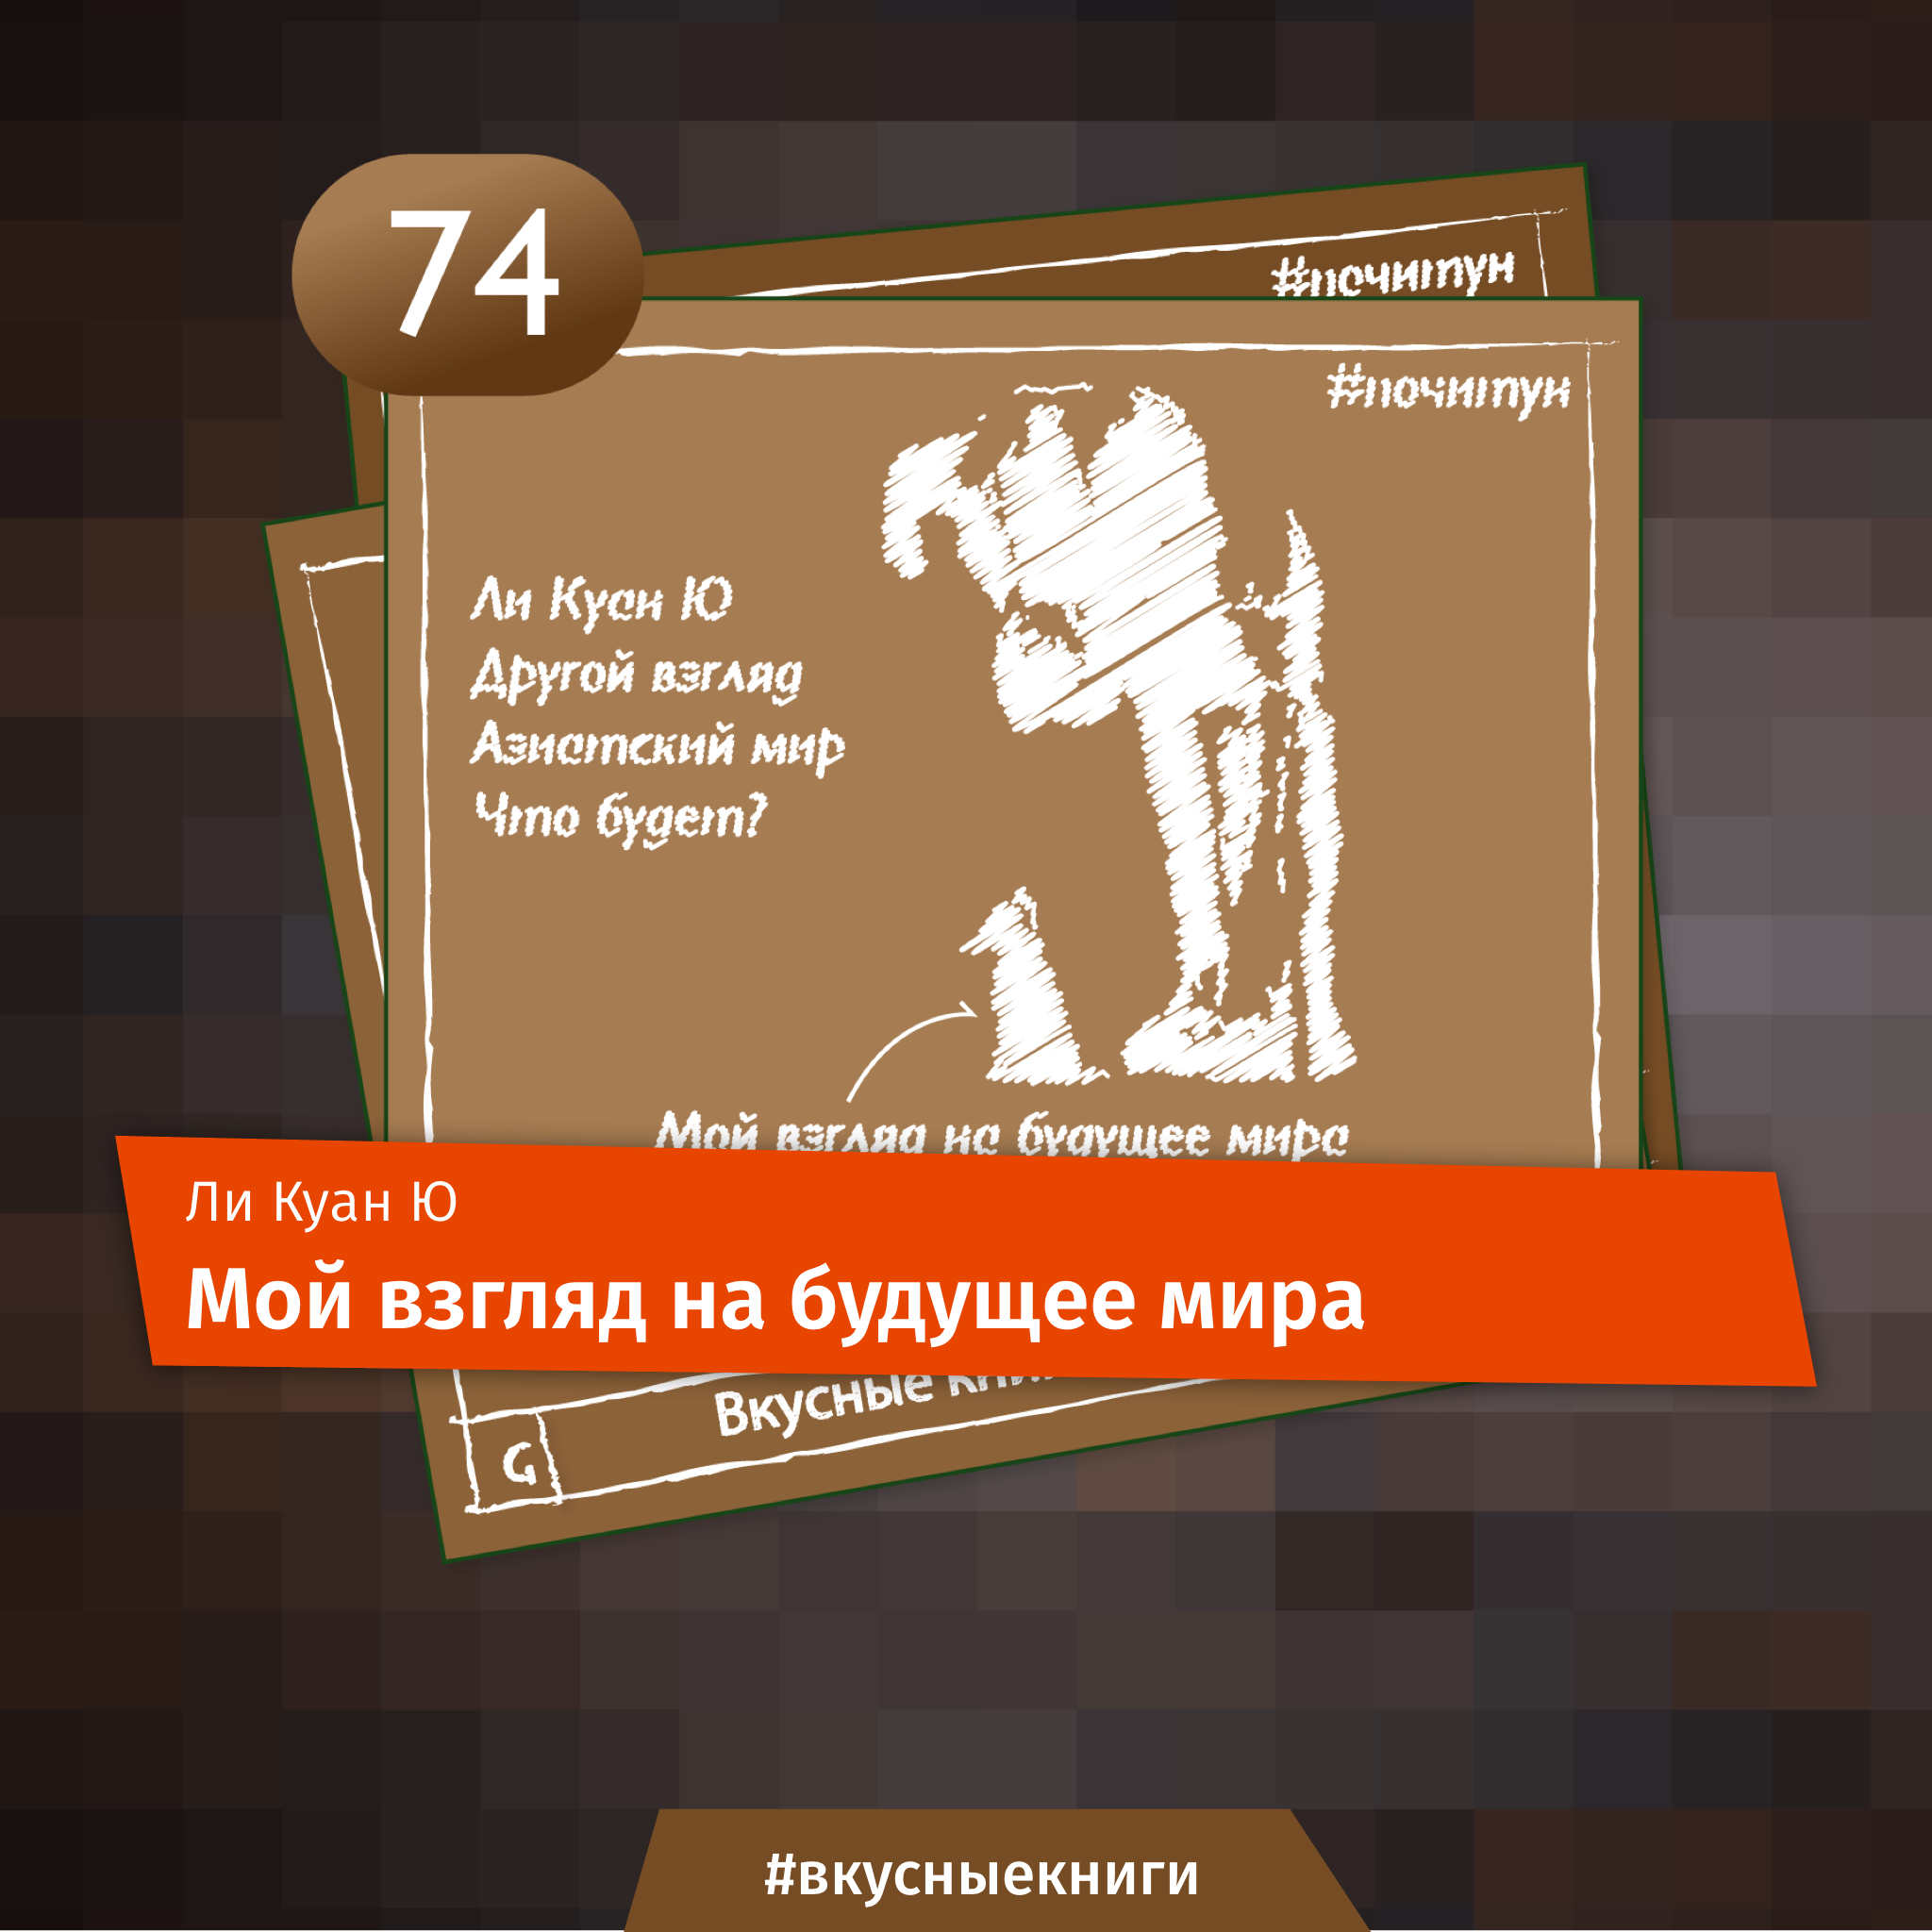 74
#почитун
#почитун
Ли Куан Ю
Другой взгляд
Азиатский мир
Что будет?
1
Мой взгляд на будущее мира
Ли Куан Ю
Мой взгляд на будущее мира
Вкусные
G
#вкусныекниги